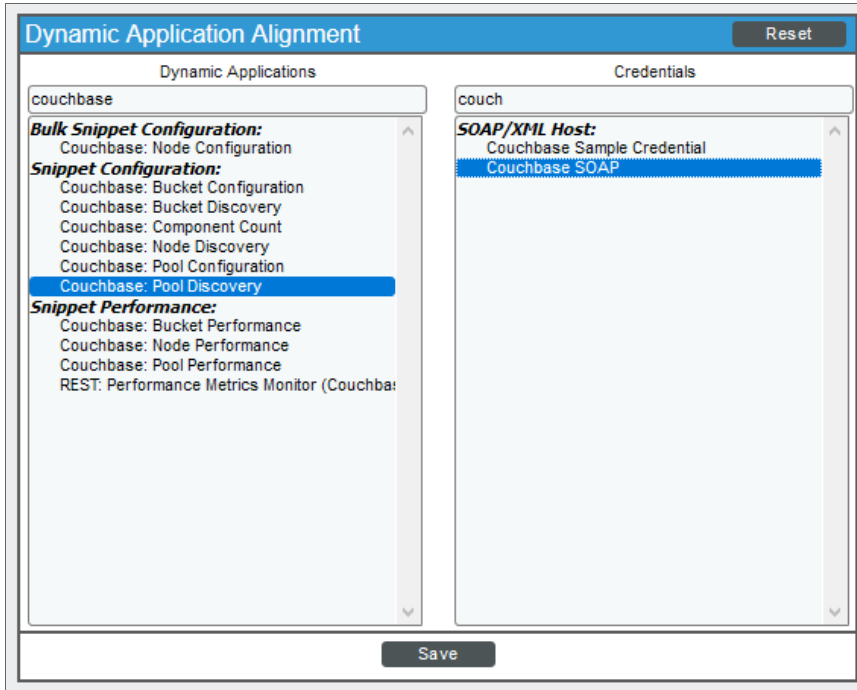 Dynamic Application Alignment
Reset
Dynamic Applications
couchbase
Bulk Snippet Configuration:
Couchbase: Node Configuration
Snippet Configuration:
Couchbase: Bucket Configuration
Couchbase: Bucket Discovery
Couchbase: Component Count
Couchbase: Node Discovery
Couchbase: Pool Configuration
Couchbase: Pool Discovery
Snippet Performance:
Couchbase: Bucket Performance
Couchbase: Node Performance
Couchbase: Pool Performance
REST: Performance Metrics Monitor (Couchba
Credentials
couch
SOAP/XML Host:
Couchbase Sample Credential
Couchbase SOAP
Save